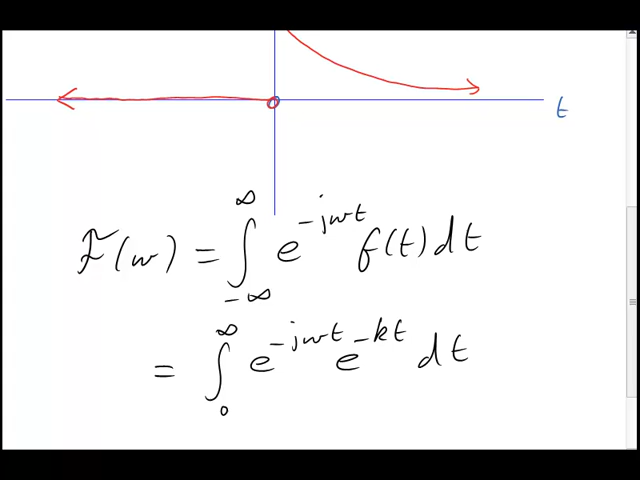 t
F(w) = ∫_{-∞}^{∞} e^{-jwt} f(t) dt
= ∫_{0}^{∞} e^{-jwt} e^{-kt} dt